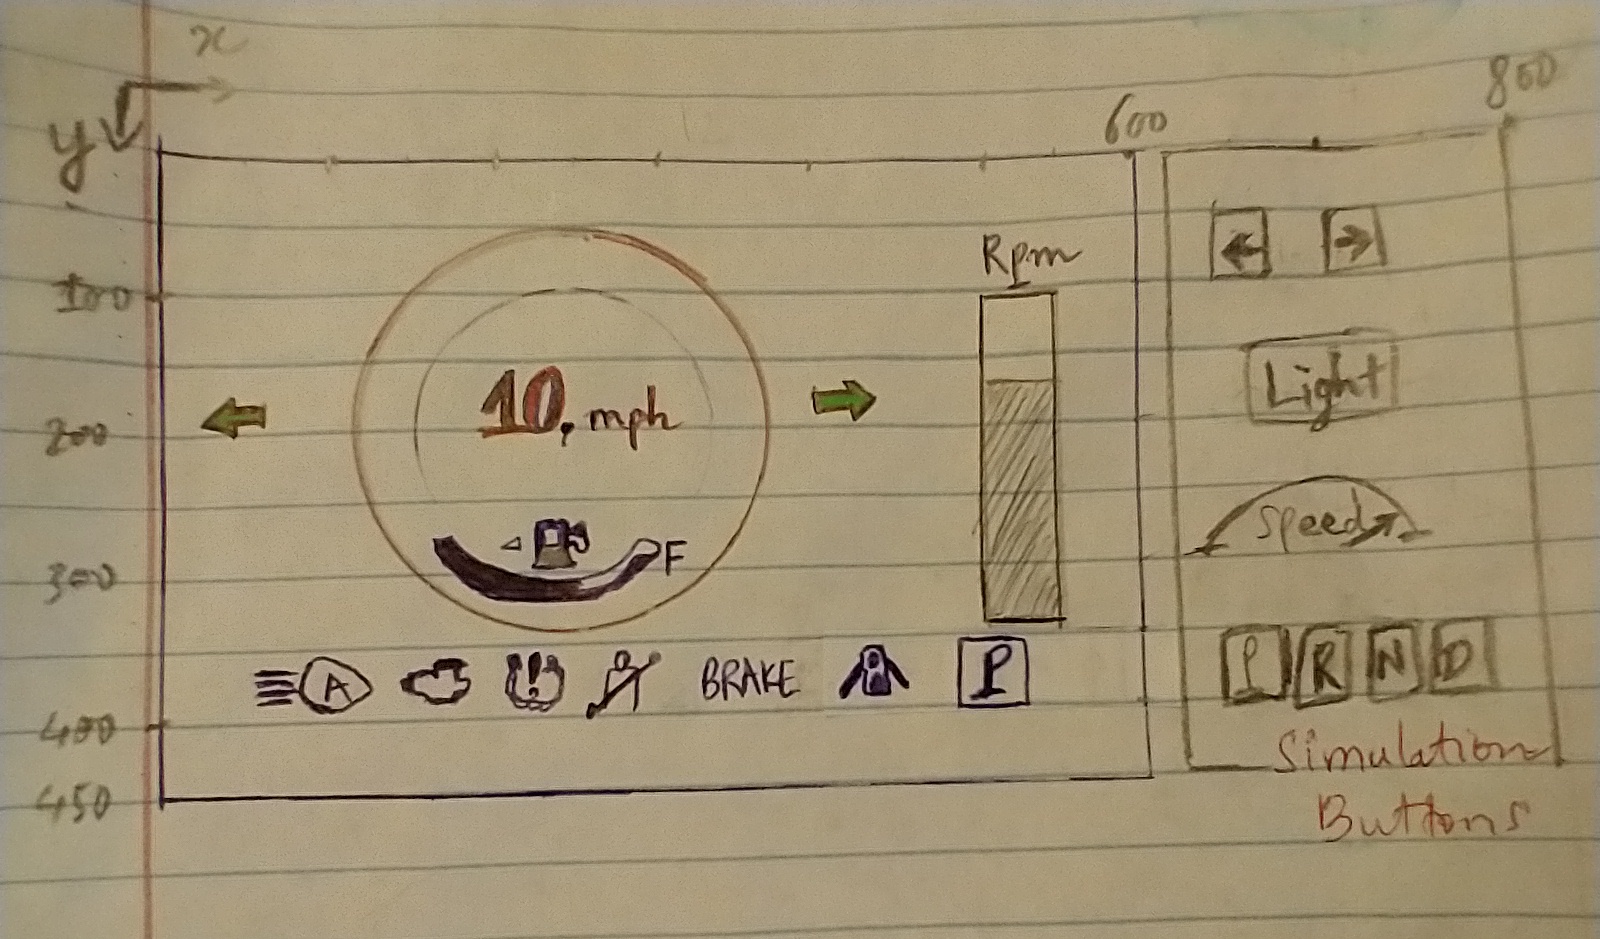 x
y
600
800
Rpm
100
10, mph
Light
200
Speed
F
300
A
BRAKE
P
P R N D
400
Simulation
450
Buttons